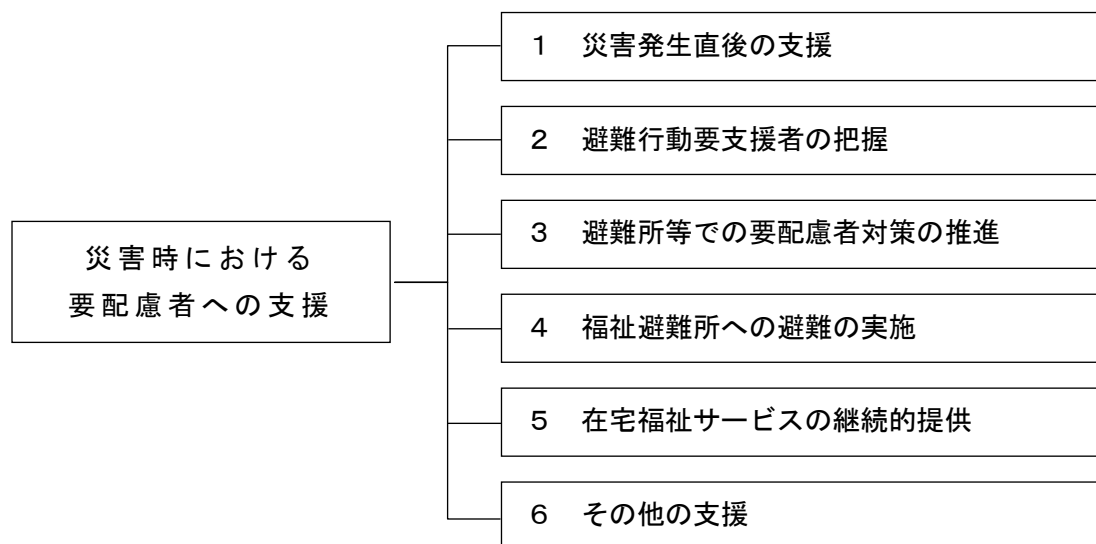 災害時における
要配慮者への支援
１　災害発生直後の支援
２　避難行動要支援者の把握
３　避難所等での要配慮者対策の推進
４　福祉避難所への避難の実施
５　在宅福祉サービスの継続的提供
６　その他の支援